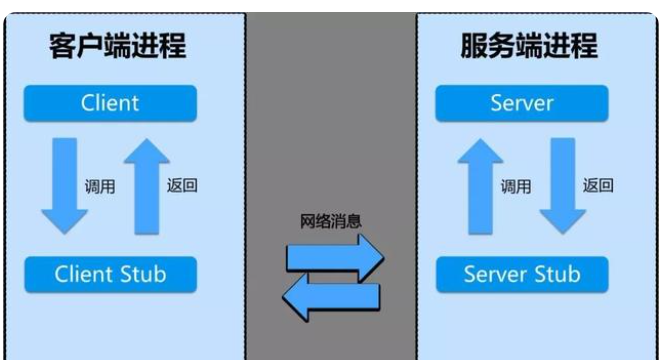 客户端进程
服务端进程
Client
Server
调用
返回
调用
返回
网络消息
Client Stub
Server Stub